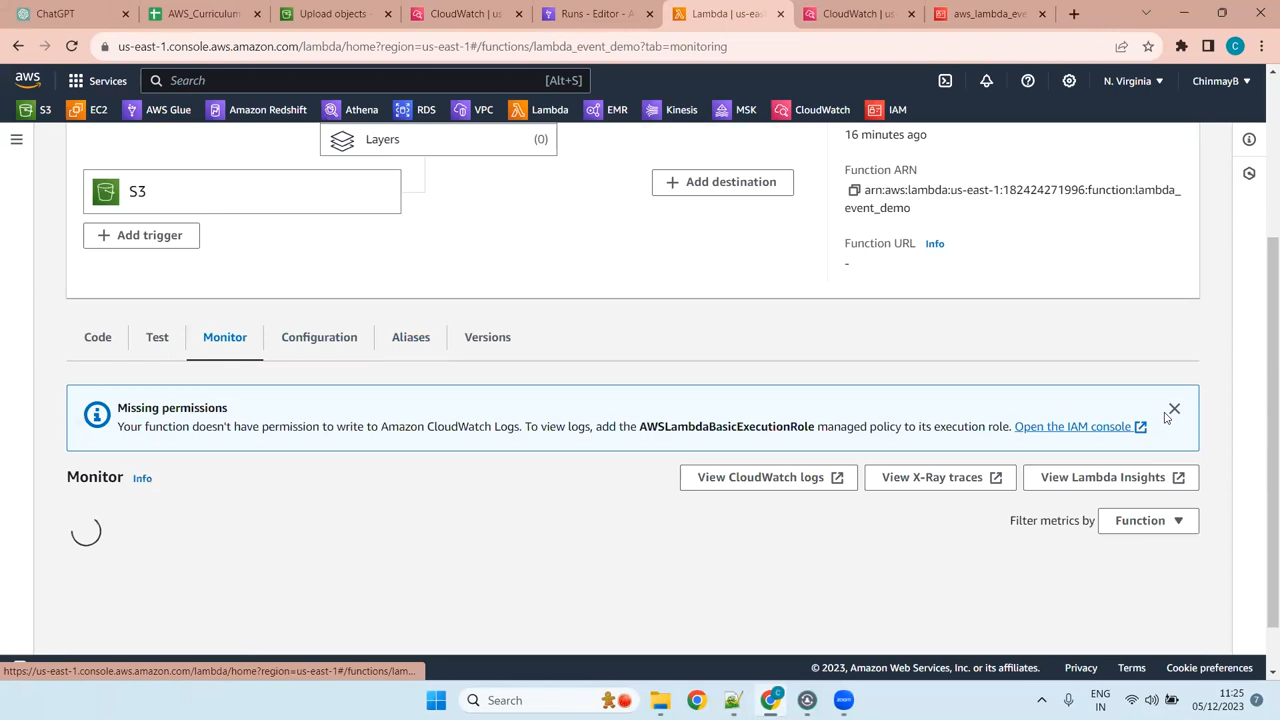 ChatGPT
AWS_Curriculum
Upload objects -
CloudWatch | us
Runs - Editor - A
Lambda | us-eas
CloudWatch | us
aws_lambda_eve
us-east-1.console.aws.amazon.com/lambda/home?region=us-east-1#/functions/lambda_event_demo?tab=monitoring
C
aws
Services
Search
[Alt+S]
N. Virginia
ChinmayB
S3
EC2
AWS Glue
Amazon Redshift
Athena
RDS
VPC
Lambda
EMR
Kinesis
MSK
CloudWatch
IAM
Layers
(0)
16 minutes ago
S3
Add destination
Function ARN
arn:aws:lambda:us-east-1:182424271996:function:lambda_
event_demo
Add trigger
Function URL Info
-
Code
Test
Monitor
Configuration
Aliases
Versions
Missing permissions
Your function doesn't have permission to write to Amazon CloudWatch Logs. To view logs, add the AWSLambdaBasicExecutionRole managed policy to its execution role. Open the IAM console
Monitor Info
View CloudWatch logs
View X-Ray traces
View Lambda Insights
Filter metrics by
Function
https://us-east-1.console.aws.amazon.com/lambda/home?region=us-east-1#/functions/lam...
© 2023, Amazon Web Services, Inc. or its affiliates.
Privacy
Terms
Cookie preferences
Search
C
zoom
ENG
IN
11:25
05/12/2023
7